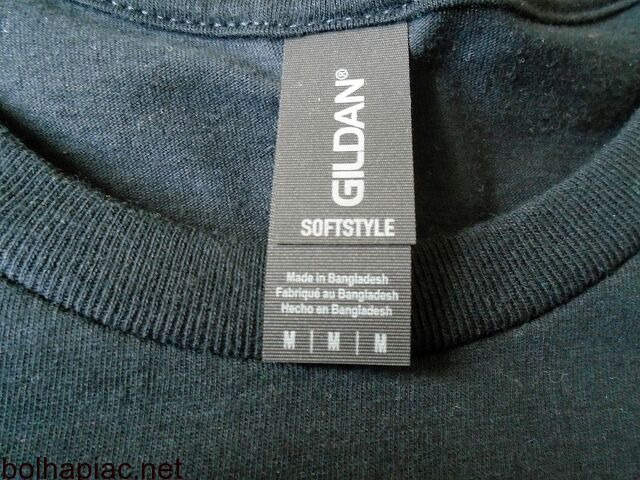 GILDAN®
SOFTSTYLE
Made in Bangladesh
Fabriqué au Bangladesh
Hecho en Bangladesh
M | M | M
bolhapiac.net